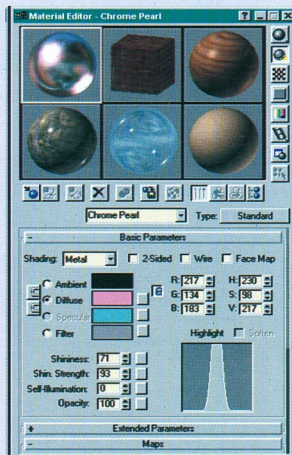 Material Editor - Chrome Pearl
Chrome Pearl Type: Standard
Basic Parameters
Shading: Metal 2-Sided Wire Face Map
Ambient
Diffuse
Specular
Filter
R: 217 H: 230
G: 134 S: 98
B: 183 V: 217
Highlight Soften
Shininess: 71
Shin. Strength: 93
Self-Illumination: 0
Opacity: 100
+ Extended Parameters
- Maps